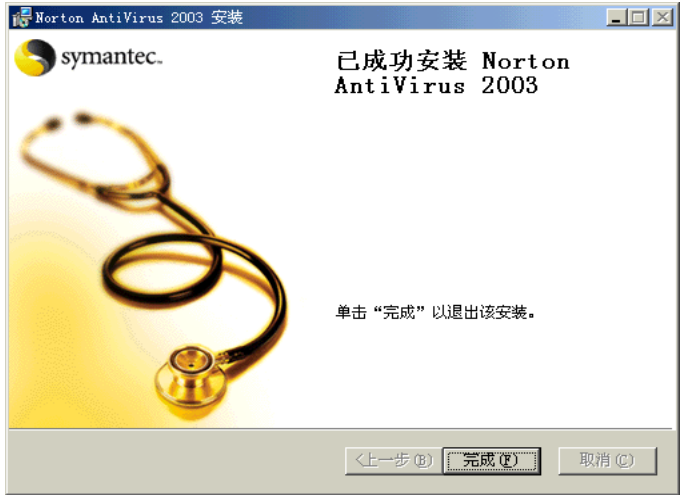 Norton AntiVirus 2003 安装
symantec.
已成功安装 Norton
AntiVirus 2003
单击“完成”以退出该安装。
<上一步(B)
完成(F)
取消(C)